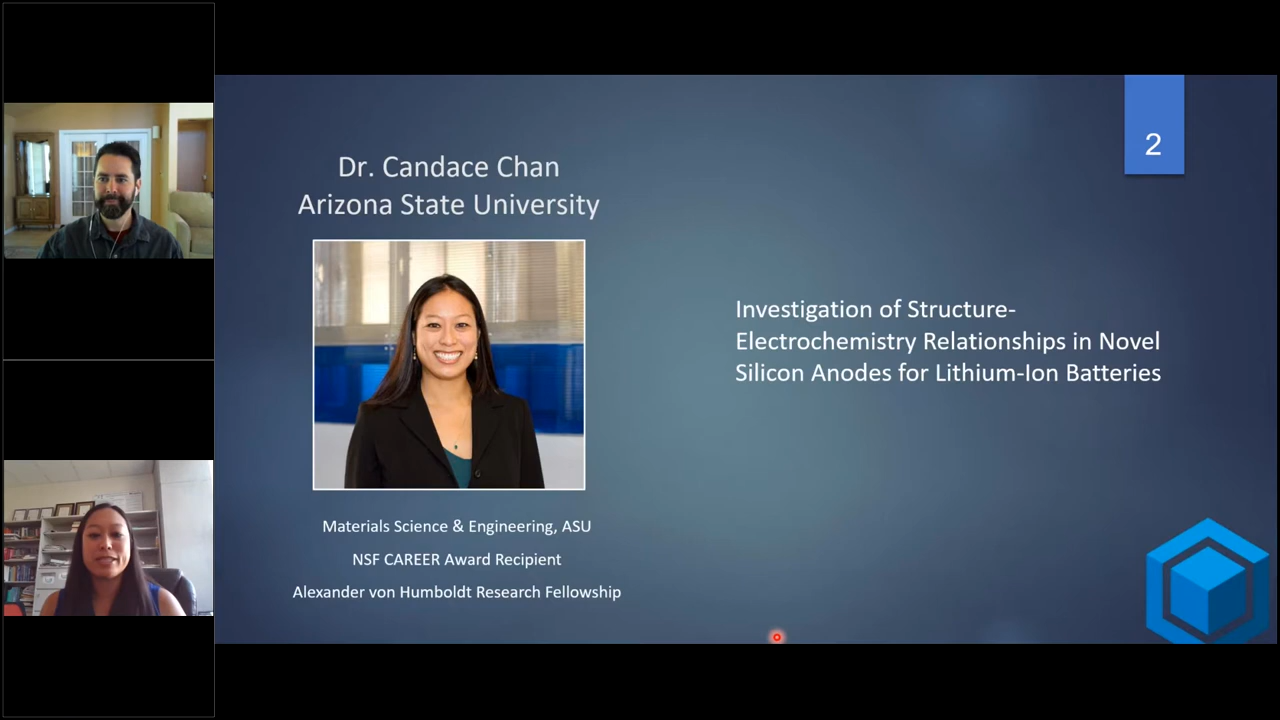 2
Dr. Candace Chan
Arizona State University
Investigation of Structure-
Electrochemistry Relationships in Novel
Silicon Anodes for Lithium-Ion Batteries
Materials Science & Engineering, ASU
NSF CAREER Award Recipient
Alexander von Humboldt Research Fellowship